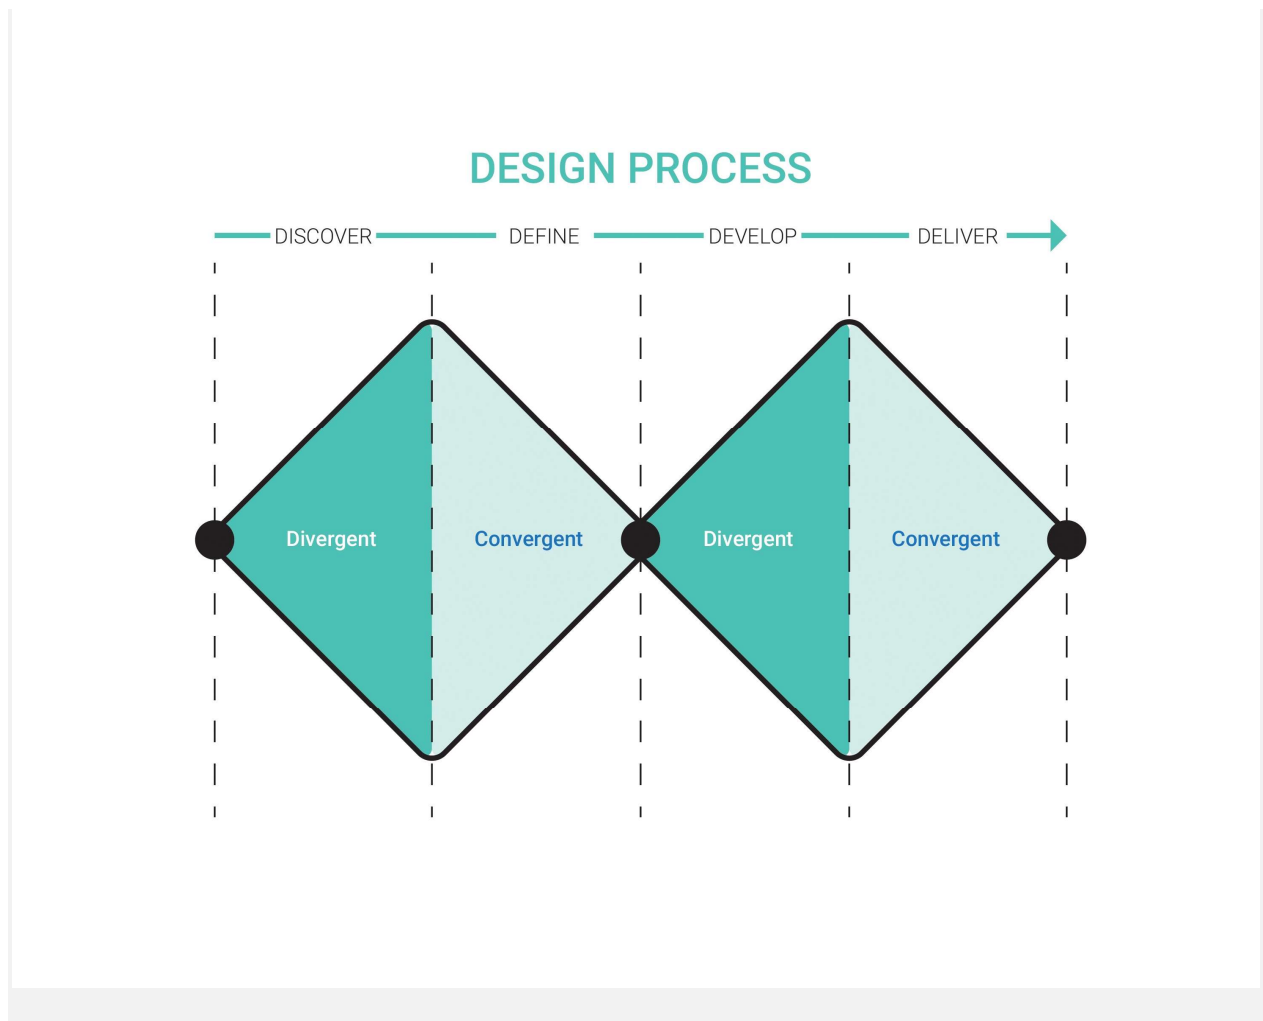 DESIGN PROCESS
DISCOVER DEFINE DEVELOP DELIVER
Divergent Convergent Divergent Convergent